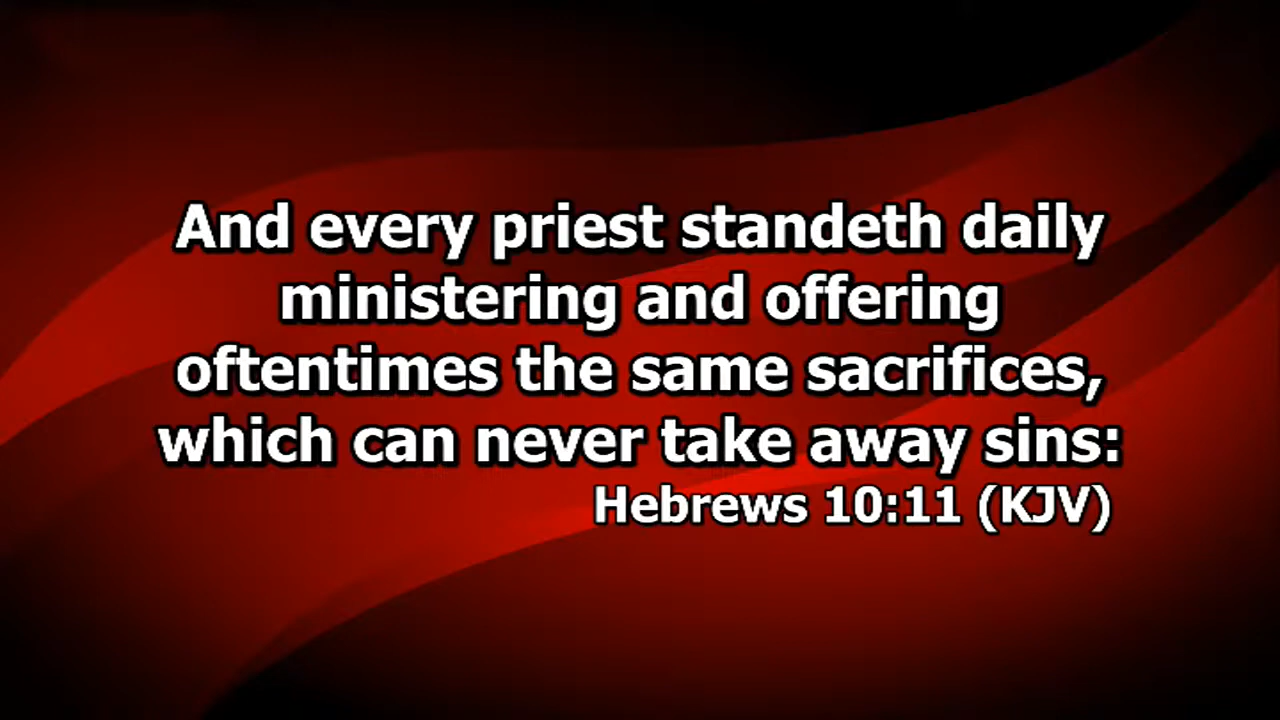 And every priest standeth daily
ministering and offering
oftentimes the same sacrifices,
which can never take away sins:
Hebrews 10:11 (KJV)